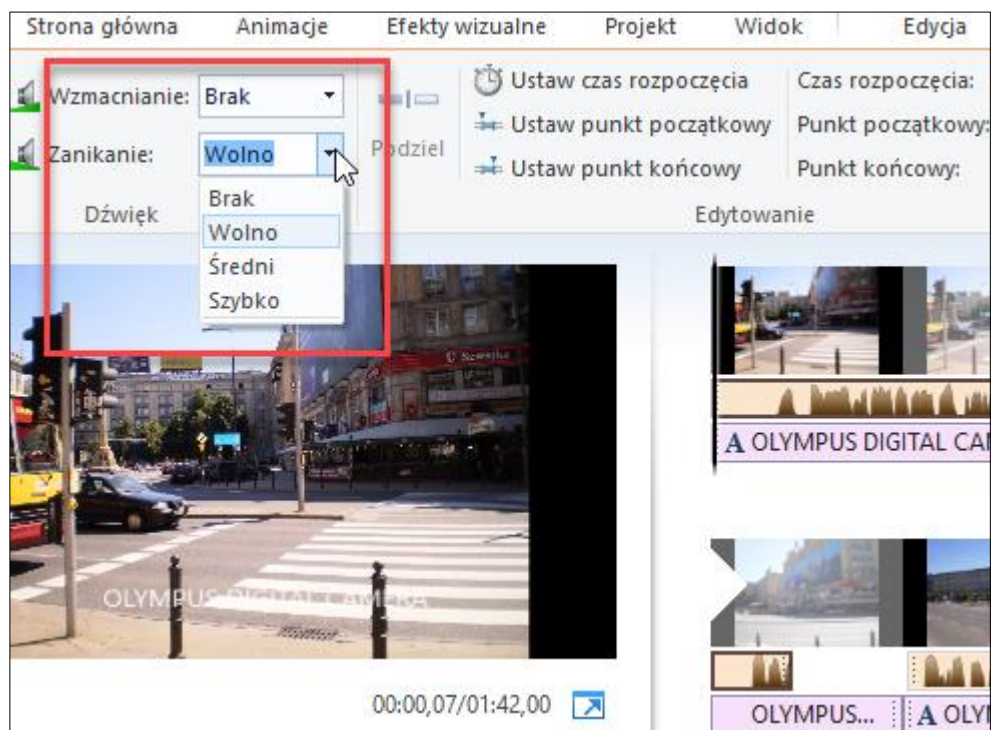 Strona główna Animacje Efekty wizualne Projekt Widok Edycja
Wzmacnianie: Brak
Zanikanie: Wolno
Brak
Wolno
Średni
Szybko
Dźwięk
Podziel
Ustaw czas rozpoczęcia
Ustaw punkt początkowy
Ustaw punkt końcowy
Czas rozpoczęcia:
Punkt początkowy:
Punkt końcowy:
Edytowanie
OLYMPUS DIGITAL CAMERA
00:00,07/01:42,00
A OLYMPUS DIGITAL CA
OLYMPUS...
A OLY